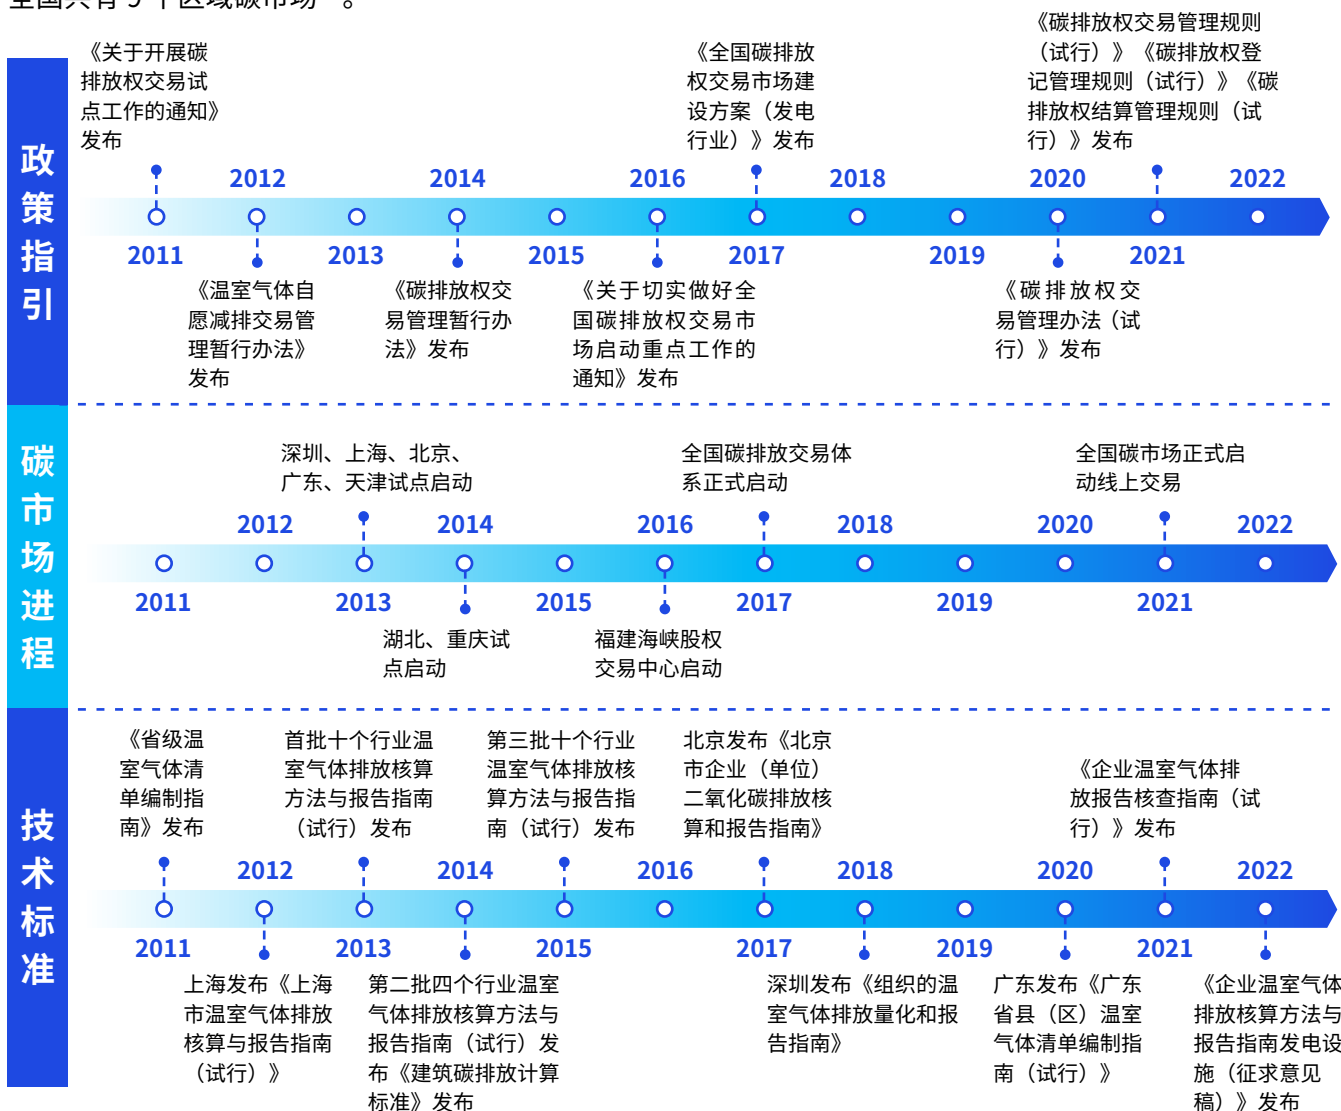 《关于开展碳
排放权交易试
点工作的通知》
发布
《全国碳排放
权交易市场建
设方案（发电
行业）》发布
《碳排放权交易管理规则
（试行）》《碳排放权登
记管理规则（试行）》《碳
排放权结算管理规则（试
行）》发布
政策指引
2012
2014
2016
2018
2020
2022
2011
2013
2015
2017
2019
2021
《温室气体自
愿减排交易管
理暂行办法》
发布
《碳排放权交
易管理暂行办
法》发布
《关于切实做好全
国碳排放权交易市
场启动重点工作的
通知》发布
《碳排放权交
易管理办法（试
行）》发布
碳市场进程
深圳、上海、北京、
广东、天津试点启动
全国碳排放交易体
系正式启动
全国碳市场正式启
动线上交易
2012
2014
2016
2018
2020
2022
2011
2013
2015
2017
2019
2021
湖北、重庆试
点启动
福建海峡股权
交易中心启动
技术标准
《省级温
室气体清
单编制指
南》发布
首批十个行业温
室气体排放核算
方法与报告指南
（试行）发布
第三批十个行业
温室气体排放核
算方法与报告指
南（试行）发布
北京发布《北京
市企业（单位）
二氧化碳排放核
算和报告指南》
《企业温室气体排
放报告核查指南（试
行）》发布
2012
2014
2016
2018
2020
2022
2011
2013
2015
2017
2019
2021
上海发布《上海
市温室气体排放
核算与报告指南
（试行）》
第二批四个行业温室
气体排放核算方法与
报告指南（试行）发
布《建筑碳排放计算
标准》发布
深圳发布《组织的温
室气体排放量化和报
告指南》
广东发布《广东
省县（区）温室
气体清单编制指
南（试行）》
《企业温室气体
排放核算方法与
报告指南发电设
施（征求意见
稿）》发布